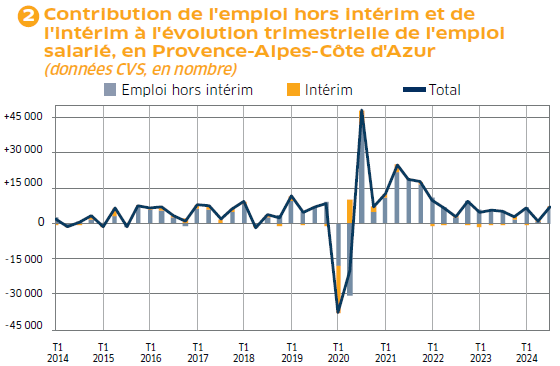 2 Contribution de l'emploi hors intérim et de
l'intérim à l'évolution trimestrielle de l'emploi
salarié, en Provence-Alpes-Côte d'Azur
(données CVS, en nombre)
Emploi hors intérim Intérim Total
+45 000
+30 000
+15 000
0
-15 000
-30 000
-45 000
T1 T1 T1 T1 T1 T1 T1 T1 T1 T1 T1
2014 2015 2016 2017 2018 2019 2020 2021 2022 2023 2024